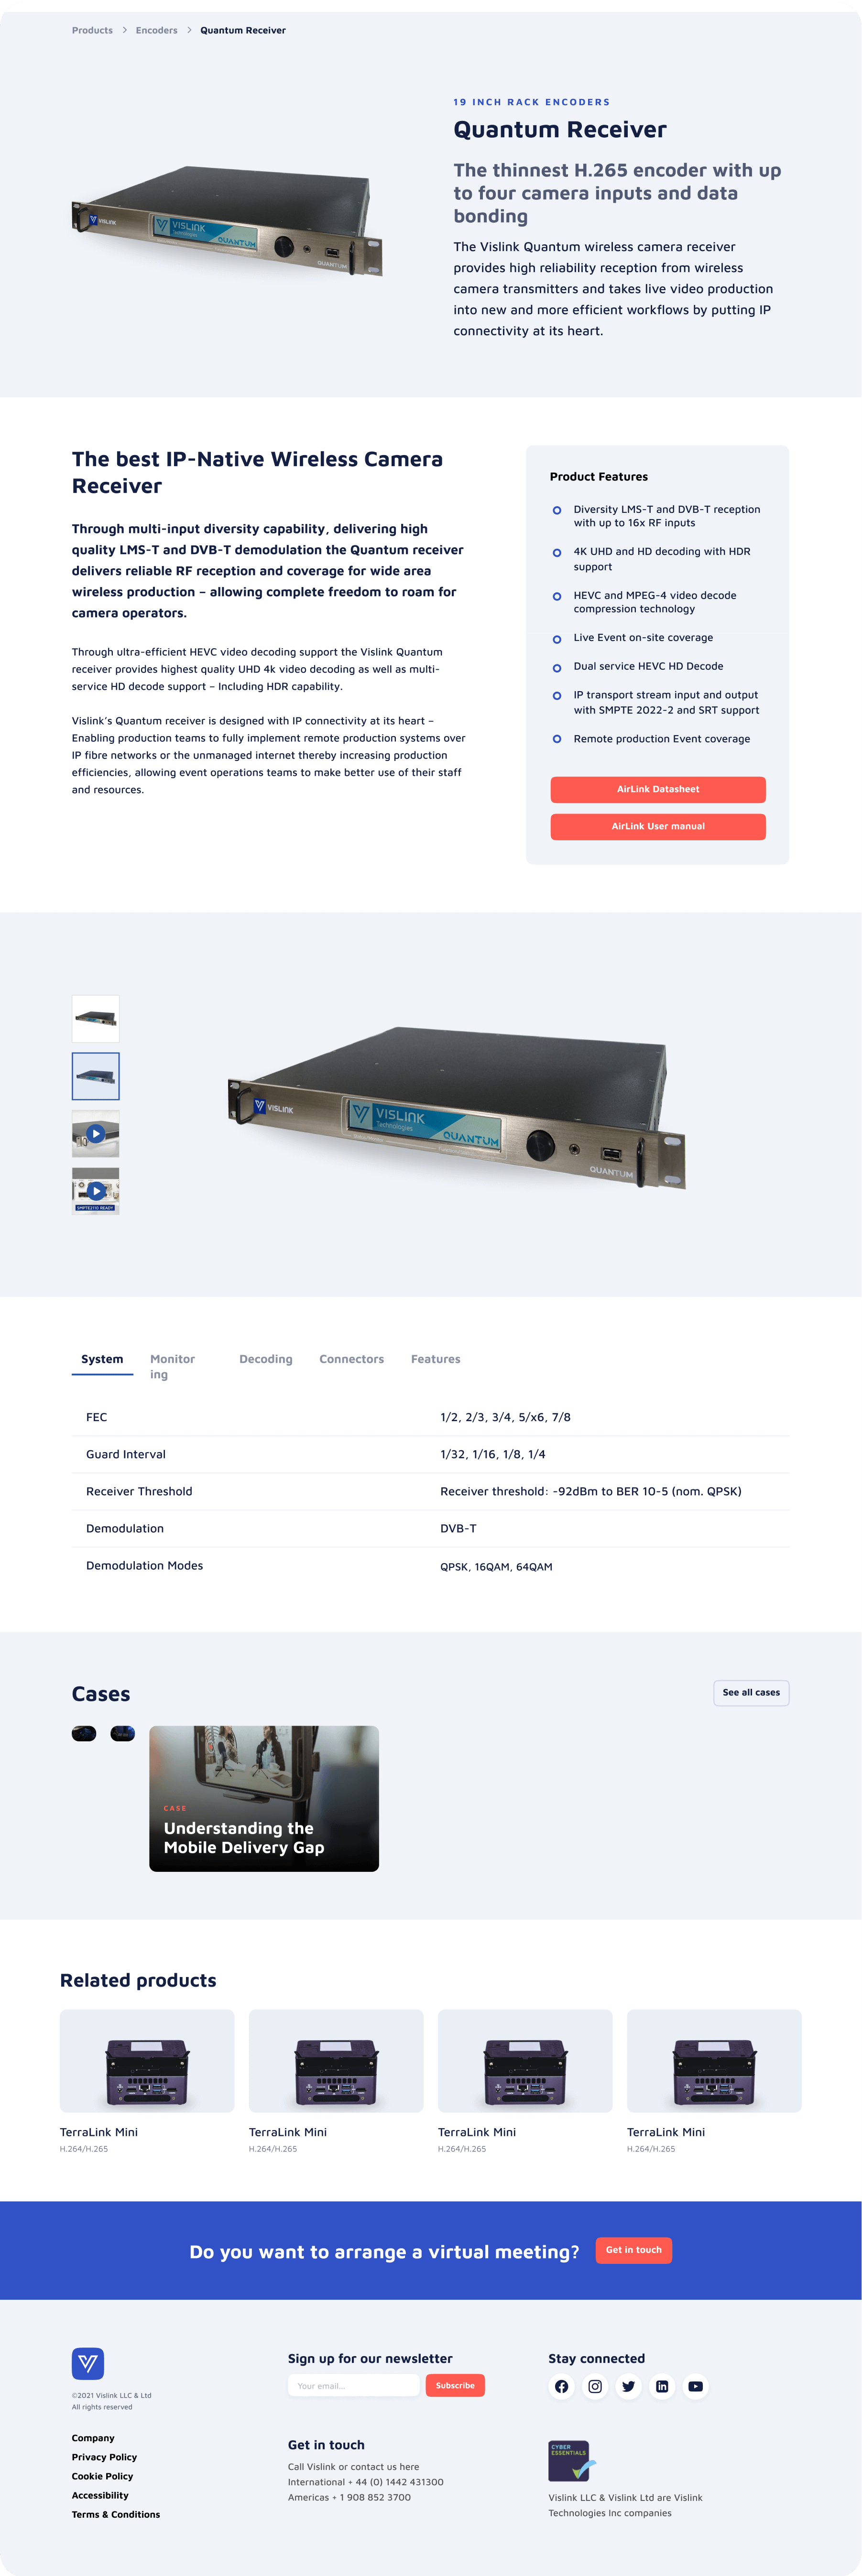 Products > Encoders > Quantum Receiver
19 INCH RACK ENCODERS
Quantum Receiver
The thinnest H.265 encoder with up
to four camera inputs and data
bonding
The Vislink Quantum wireless camera receiver
provides high reliability reception from wireless
camera transmitters and takes live video production
into new and more efficient workflows by putting IP
connectivity at its heart.
VISLINK
VISLINK
Technologies
QUANTUM
QUANTUM
The best IP-Native Wireless Camera
Receiver
Through multi-input diversity capability, delivering high
quality LMS-T and DVB-T demodulation the Quantum receiver
delivers reliable RF reception and coverage for wide area
wireless production – allowing complete freedom to roam for
camera operators.
Through ultra-efficient HEVC video decoding support the Vislink Quantum
receiver provides highest quality UHD 4k video decoding as well as multi-
service HD decode support – Including HDR capability.
Vislink's Quantum receiver is designed with IP connectivity at its heart –
Enabling production teams to fully implement remote production systems over
IP fibre networks or the unmanaged internet thereby increasing production
efficiencies, allowing event operations teams to make better use of their staff
and resources.
Product Features
Diversity LMS-T and DVB-T reception
with up to 16x RF inputs
4K UHD and HD decoding with HDR
support
HEVC and MPEG-4 video decode
compression technology
Live Event on-site coverage
Dual service HEVC HD Decode
IP transport stream input and output
with SMPTE 2022-2 and SRT support
Remote production Event coverage
AirLink Datasheet
AirLink User manual
SMPTE2110 READY
VISLINK
VISLINK
Technologies
QUANTUM
QUANTUM
System
Monitor
ing
Decoding
Connectors
Features
FEC 1/2, 2/3, 3/4, 5/x6, 7/8
Guard Interval 1/32, 1/16, 1/8, 1/4
Receiver Threshold Receiver threshold: -92dBm to BER 10-5 (nom. QPSK)
Demodulation DVB-T
Demodulation Modes QPSK, 16QAM, 64QAM
Cases
See all cases
CASE
Understanding the
Mobile Delivery Gap
Related products
TerraLink Mini
H.264/H.265
TerraLink Mini
H.264/H.265
TerraLink Mini
H.264/H.265
TerraLink Mini
H.264/H.265
Do you want to arrange a virtual meeting?
Get in touch
©2021 Vislink LLC & Ltd
All rights reserved
Company
Privacy Policy
Cookie Policy
Accessibility
Terms & Conditions
Sign up for our newsletter
Your email...
Subscribe
Get in touch
Call Vislink or contact us here
International + 44 (0) 1442 431300
Americas + 1 908 852 3700
Stay connected
CYBER
ESSENTIALS
Vislink LLC & Vislink Ltd are Vislink
Technologies Inc companies